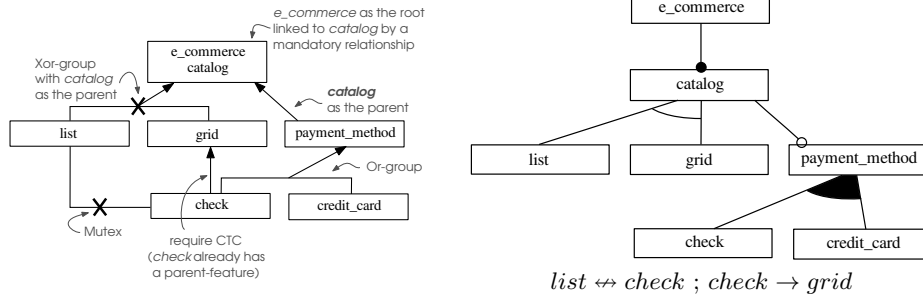 e_commerce as the root
linked to catalog by a
mandatory relationship
e_commerce
catalog
Xor-group
with catalog
as the parent
catalog
as the parent
list
grid
payment_method
Or-group
check
credit_card
Mutex
require CTC
(check already has
a parent-feature)
e_commerce
catalog
list
grid
payment_method
check
credit_card
list ↮ check ; check → grid